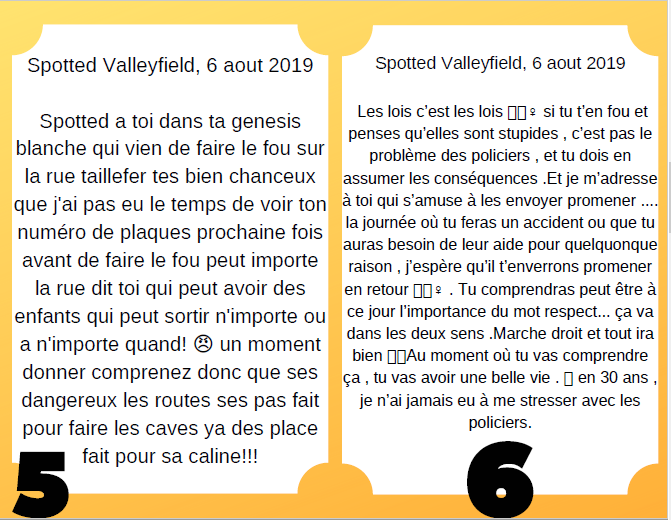 Spotted Valleyfield, 6 aout 2019
Spotted a toi dans ta genesis
blanche qui vien de faire le fou sur
la rue taillefer tes bien chanceux
que j'ai pas eu le temps de voir ton
numéro de plaques prochaine fois
avant de faire le fou peut importe
la rue dit toi qui peut avoir des
enfants qui peut sortir n'importe ou
a n'importe quand! 😠 un moment
donner comprenez donc que ses
dangereux les routes ses pas fait
pour faire les caves ya des place
fait pour sa caline!!!
5
Spotted Valleyfield, 6 aout 2019
Les lois c’est les lois ▯▯♀ si tu t’en fou et
penses qu’elles sont stupides , c’est pas le
problème des policiers , et tu dois en
assumer les conséquences .Et je m’adresse
à toi qui s’amuse à les envoyer promener ....
la journée où tu feras un accident ou que tu
auras besoin de leur aide pour quelquonque
raison , j’espère qu’il t’enverrons promener
en retour ▯▯♀ . Tu comprendras peut être à
ce jour l’importance du mot respect... ça va
dans les deux sens .Marche droit et tout ira
bien ▯▯Au moment où tu vas comprendre
ça , tu vas avoir une belle vie . ▯ en 30 ans ,
je n’ai jamais eu à me stresser avec les
policiers.
6